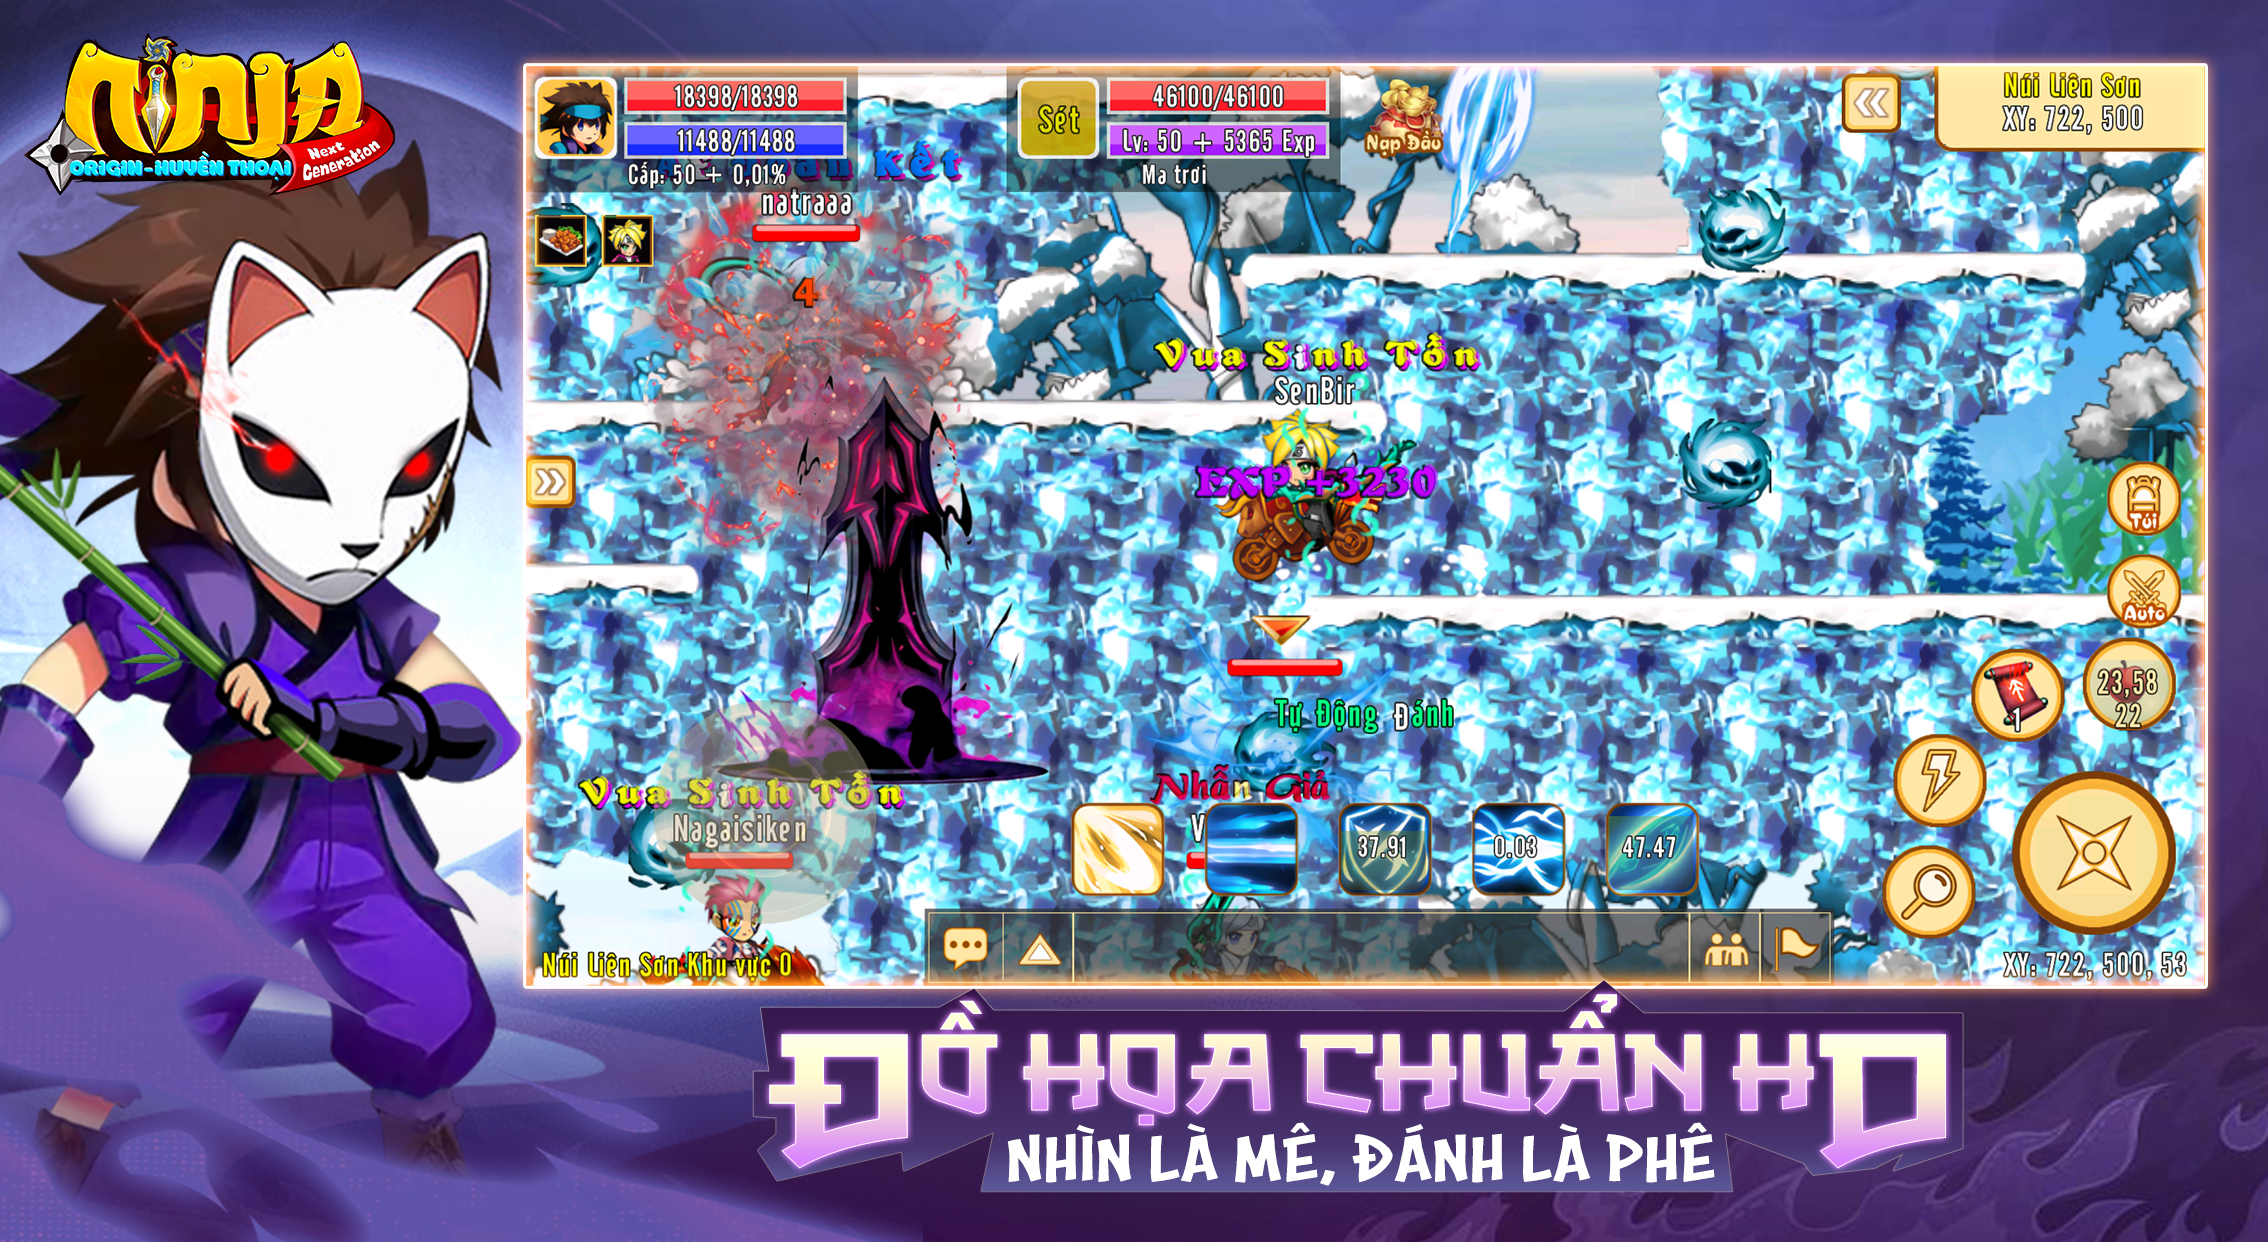 NINJA
ORIGIN - HUYỀN THOẠI
Next Generation
18398/18398
11488/11488
Cấp: 50 + 0,01%
Kết
natraaa
4
Sét
46100/46100
Lv: 50 + 5365 Exp
Ma trơi
Nạp Đầu
Núi Liên Sơn
XY: 722, 500
Vua Sinh Tồn
SenBir
EXP +3230
Túi
Auto
23,58
22
1
Tự Động Đánh
Vua Sinh Tồn
Nagaisiken
Nhẫn Giả
V
37.91
0.03
47.47
Núi Liên Sơn Khu vực 0
XY: 722, 500, 53
ĐỒ HỌA CHUẨN HD
NHÌN LÀ MÊ, ĐÁNH LÀ PHÊ